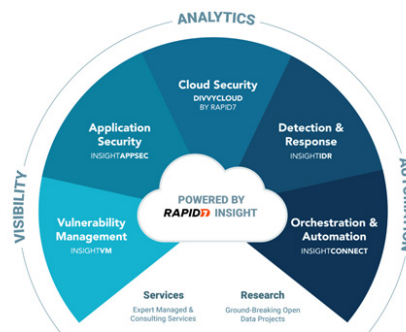 ANALYTICS
VISIBILITY
AUTOMATION
Cloud Security
DIVVYCLOUD
BY RAPID7
Application
Security
INSIGHTAPPSEC
Detection &
Response
INSIGHTIDR
Vulnerability
Management
INSIGHTVM
POWERED BY
RAPID7 INSIGHT
Orchestration &
Automation
INSIGHTCONNECT
Services
Expert Managed &
Consulting Services
Research
Ground-Breaking Open
Data Projects